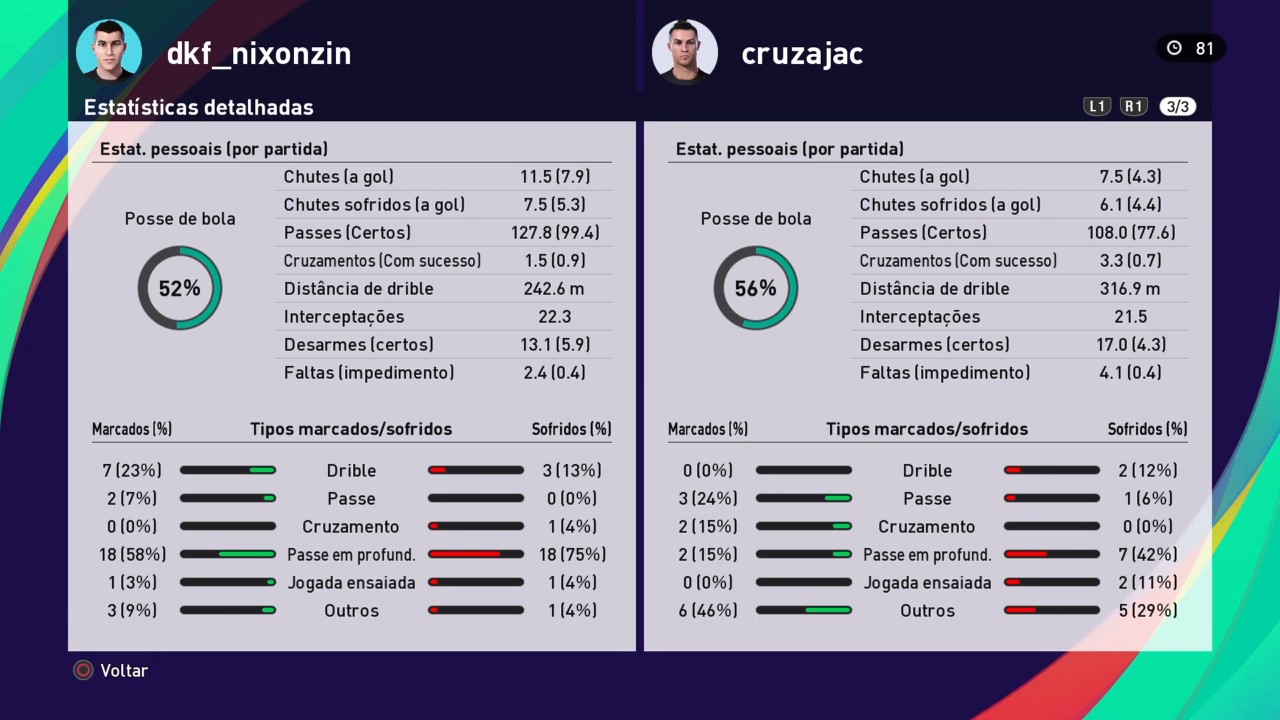 dkf_nixonzin
cruzajac
81
Estatísticas detalhadas
L1 R1 3/3
Estat. pessoais (por partida)
Posse de bola
52%
Chutes (a gol) 11.5 (7.9)
Chutes sofridos (a gol) 7.5 (5.3)
Passes (Certos) 127.8 (99.4)
Cruzamentos (Com sucesso) 1.5 (0.9)
Distância de drible 242.6 m
Interceptações 22.3
Desarmes (certos) 13.1 (5.9)
Faltas (impedimento) 2.4 (0.4)
Marcados (%) Tipos marcados/sofridos Sofridos (%)
7 (23%) Drible 3 (13%)
2 (7%) Passe 0 (0%)
0 (0%) Cruzamento 1 (4%)
18 (58%) Passe em profund. 18 (75%)
1 (3%) Jogada ensaiada 1 (4%)
3 (9%) Outros 1 (4%)
Estat. pessoais (por partida)
Posse de bola
56%
Chutes (a gol) 7.5 (4.3)
Chutes sofridos (a gol) 6.1 (4.4)
Passes (Certos) 108.0 (77.6)
Cruzamentos (Com sucesso) 3.3 (0.7)
Distância de drible 316.9 m
Interceptações 21.5
Desarmes (certos) 17.0 (4.3)
Faltas (impedimento) 4.1 (0.4)
Marcados (%) Tipos marcados/sofridos Sofridos (%)
0 (0%) Drible 2 (12%)
3 (24%) Passe 1 (6%)
2 (15%) Cruzamento 0 (0%)
2 (15%) Passe em profund. 7 (42%)
0 (0%) Jogada ensaiada 2 (11%)
6 (46%) Outros 5 (29%)
Voltar